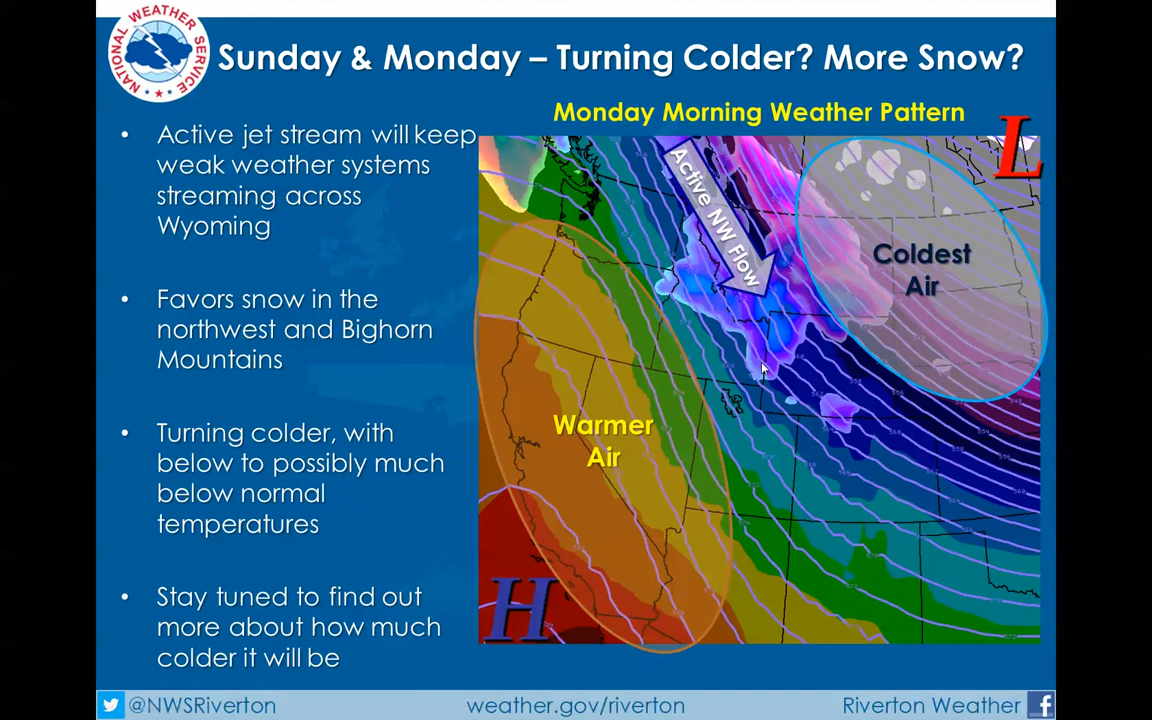 NATIONAL WEATHER SERVICE
Sunday & Monday – Turning Colder? More Snow?
Monday Morning Weather Pattern
• Active jet stream will keep
weak weather systems
streaming across
Wyoming
• Favors snow in the
northwest and Bighorn
Mountains
• Turning colder, with
below to possibly much
below normal
temperatures
• Stay tuned to find out
more about how much
colder it will be
L
Active NW Flow
Coldest
Air
Warmer
Air
H
@NWSRiverton
weather.gov/riverton
Riverton Weather